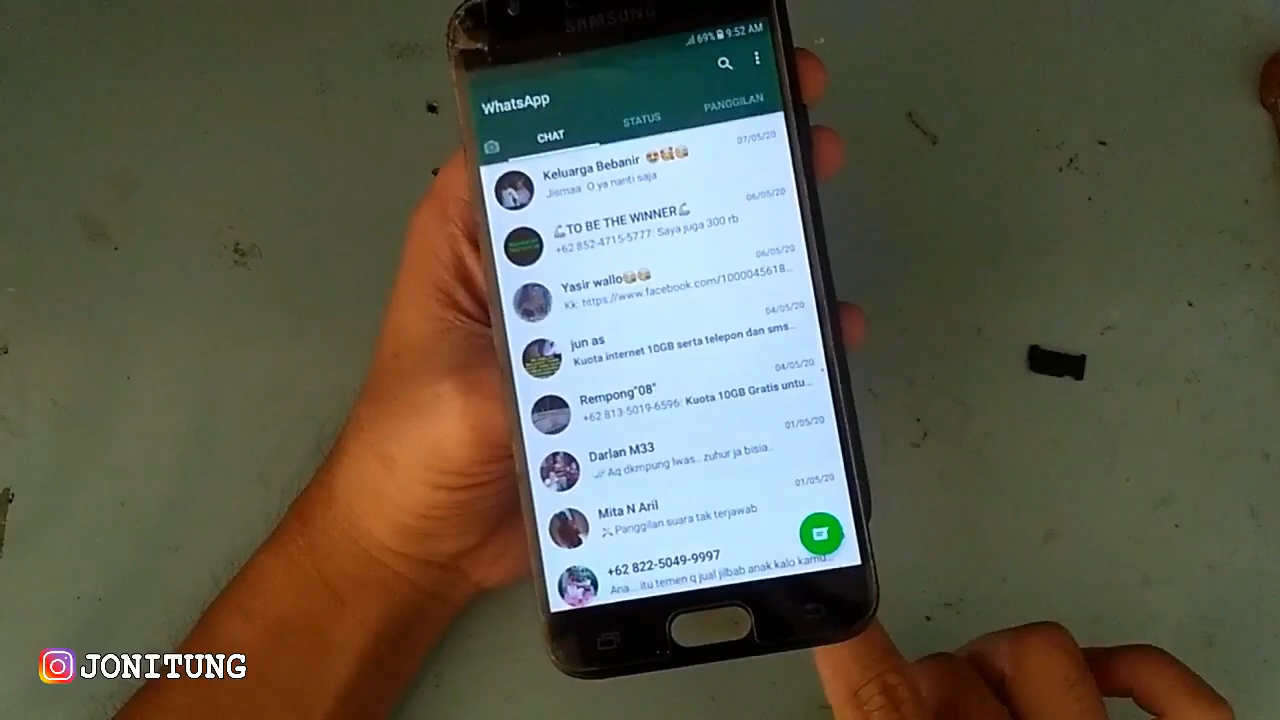 SAMSUNG
69% 9:52 AM
WhatsApp
CHAT STATUS PANGGILAN
Keluarga Bebanir 07/05/20
Jismaa: O ya nanti saja
TO BE THE WINNER 06/05/20
+62 852-4715-5777: Saya juga 300 rb
Yasir wallo 06/05/20
Kk: https://www.facebook.com/1000045618...
jun as 04/05/20
Kuota internet 10GB serta telepon dan sms...
Rempong"08" 04/05/20
+62 813-5019-6596: Kuota 10GB Gratis untu...
Darlan M33 01/05/20
Aq dkmpung lwas.. zuhur ja bisia..
Mita N Aril 01/05/20
Panggilan suara tak terjawab
+62 822-5049-9997
Ana... itu temen q jual jilbab anak kalo kamu...
JONITUNG